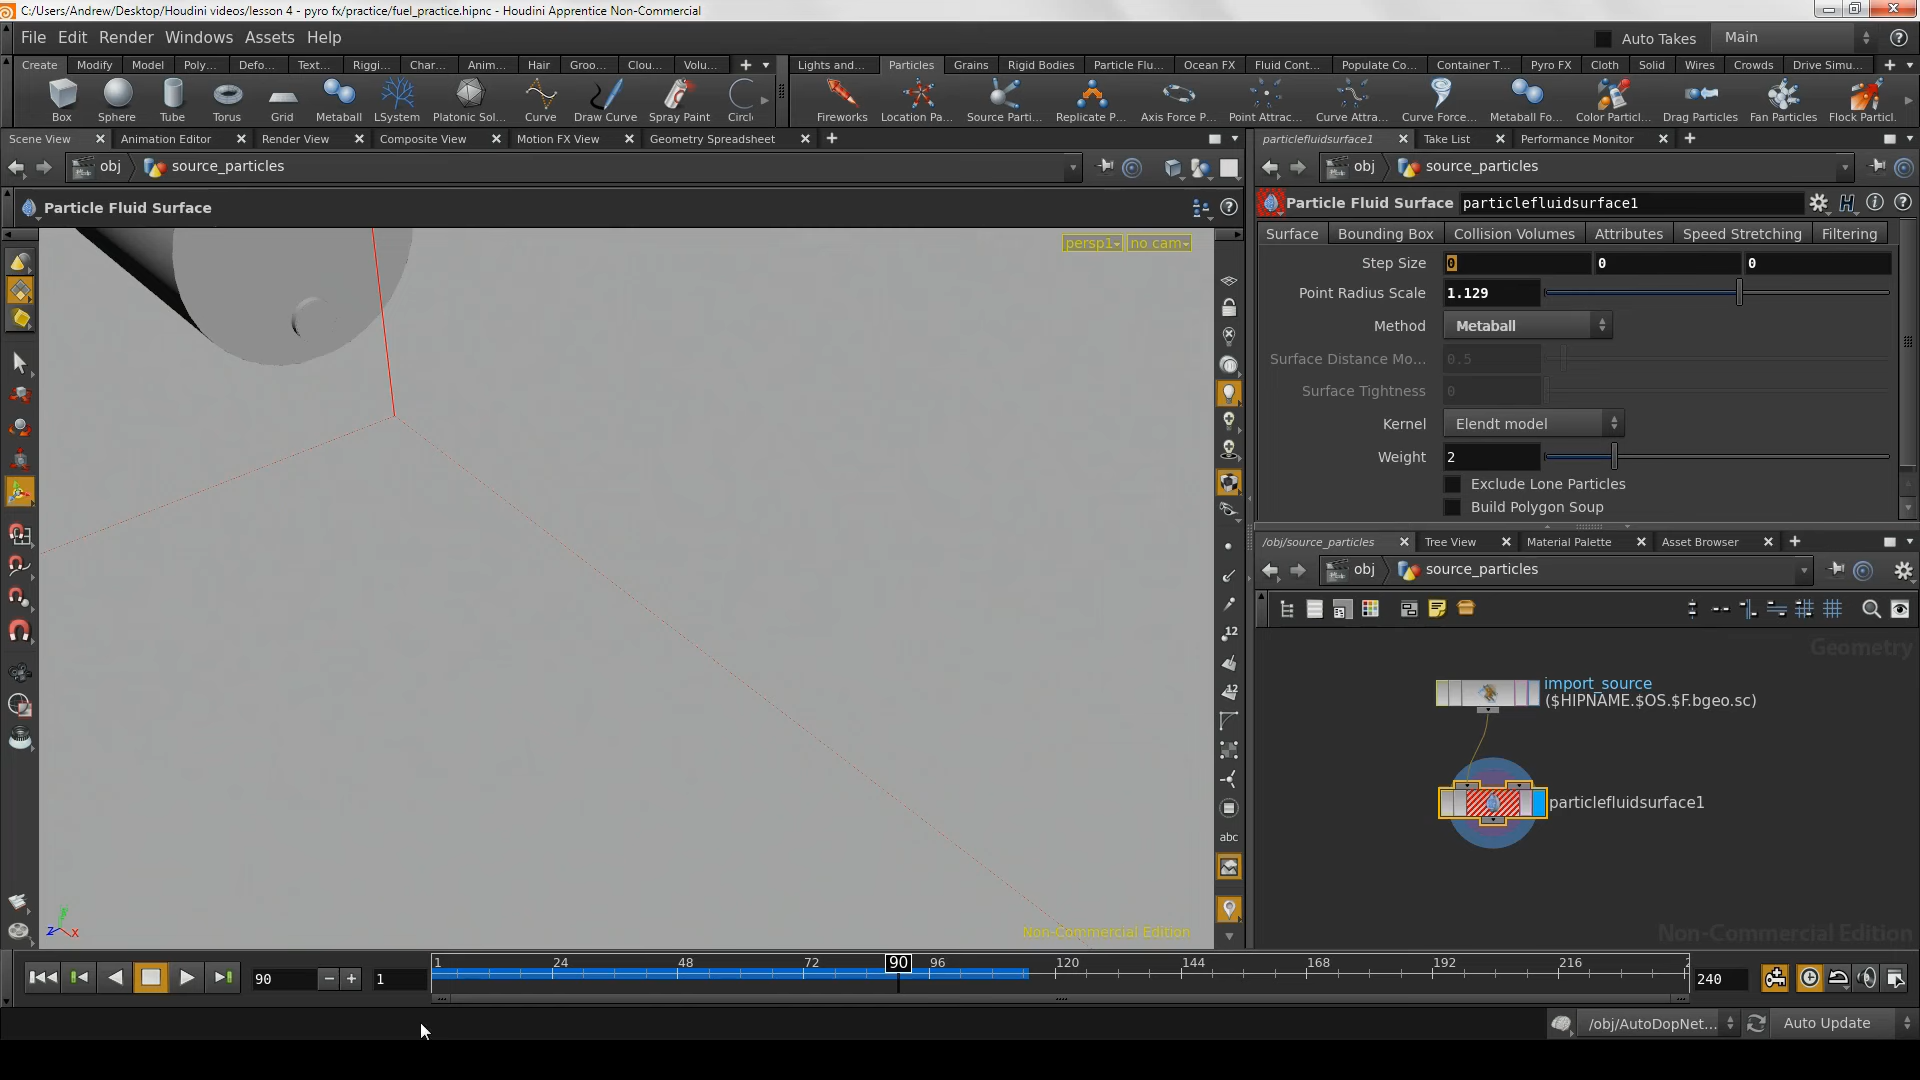 C:/Users/Andrew/Desktop/Houdini videos/lesson 4 - pyro fx/practice/fuel_practice.hipnc - Houdini Apprentice Non-Commercial
File Edit Render Windows Assets Help
Auto Takes Main
Create Modify Model Poly... Defo... Text... Riggi... Char... Anim... Hair Groo... Clou... Volu...
Lights and... Particles Grains Rigid Bodies Particle Flu... Ocean FX Fluid Cont... Populate Co... Container T... Pyro FX Cloth Solid Wires Crowds Drive Simu...
Box Sphere Tube Torus Grid Metaball LSystem Platonic Sol... Curve Draw Curve Spray Paint Circl
Fireworks Location Pa... Source Parti... Replicate P... Axis Force P... Point Attrac... Curve Attra... Curve Force... Metaball Fo... Color Particl... Drag Particles Fan Particles Flock Particl.
Scene View Animation Editor Render View Composite View Motion FX View Geometry Spreadsheet
particlefluidsurface1 Take List Performance Monitor
obj source_particles
obj source_particles
Particle Fluid Surface
Particle Fluid Surface particlefluidsurface1
Surface Bounding Box Collision Volumes Attributes Speed Stretching Filtering
persp1 no cam
Step Size 0 0 0
Point Radius Scale 1.129
Method Metaball
Surface Distance Mo... 0.5
Surface Tightness 0
Kernel Elendt model
Weight 2
Exclude Lone Particles
Build Polygon Soup
/obj/source_particles Tree View Material Palette Asset Browser
obj source_particles
12
12
abc
Geometry
import_source
($HIPNAME.$OS.$F.bgeo.sc)
particlefluidsurface1
Non-Commercial Edition
Non-Commercial Edition
z x
90 1
1 24 48 72 90 96 120 144 168 192 216 2
240
/obj/AutoDopNet... Auto Update